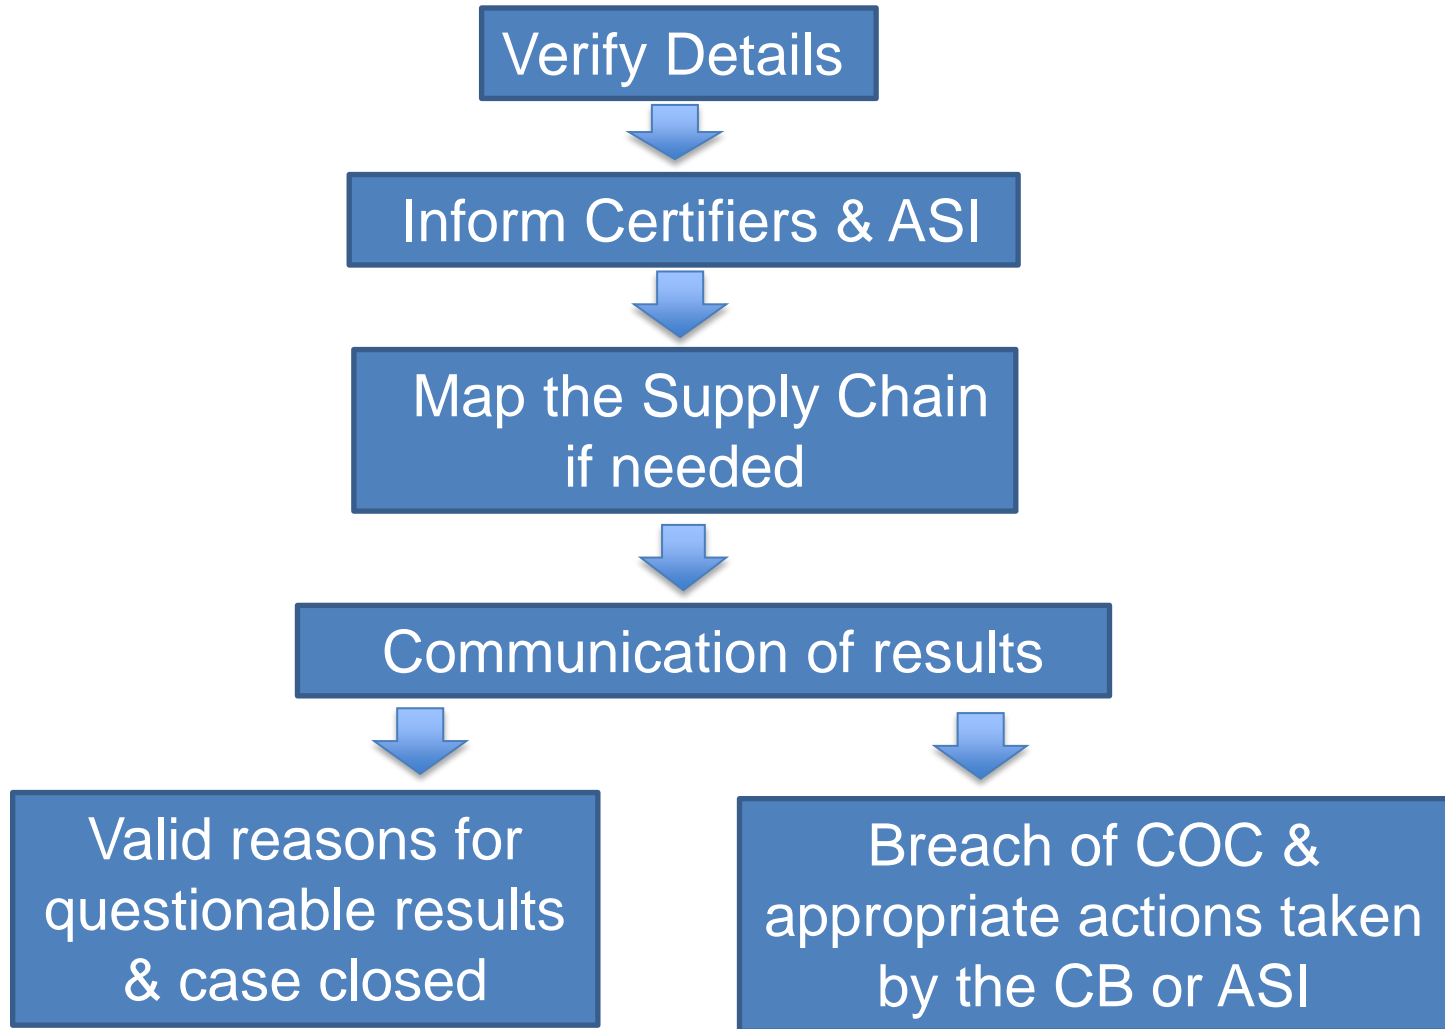 Verify Details
Inform Certifiers & ASI
Map the Supply Chain
if needed
Communication of results
Valid reasons for
questionable results
& case closed
Breach of COC &
appropriate actions taken
by the CB or ASI